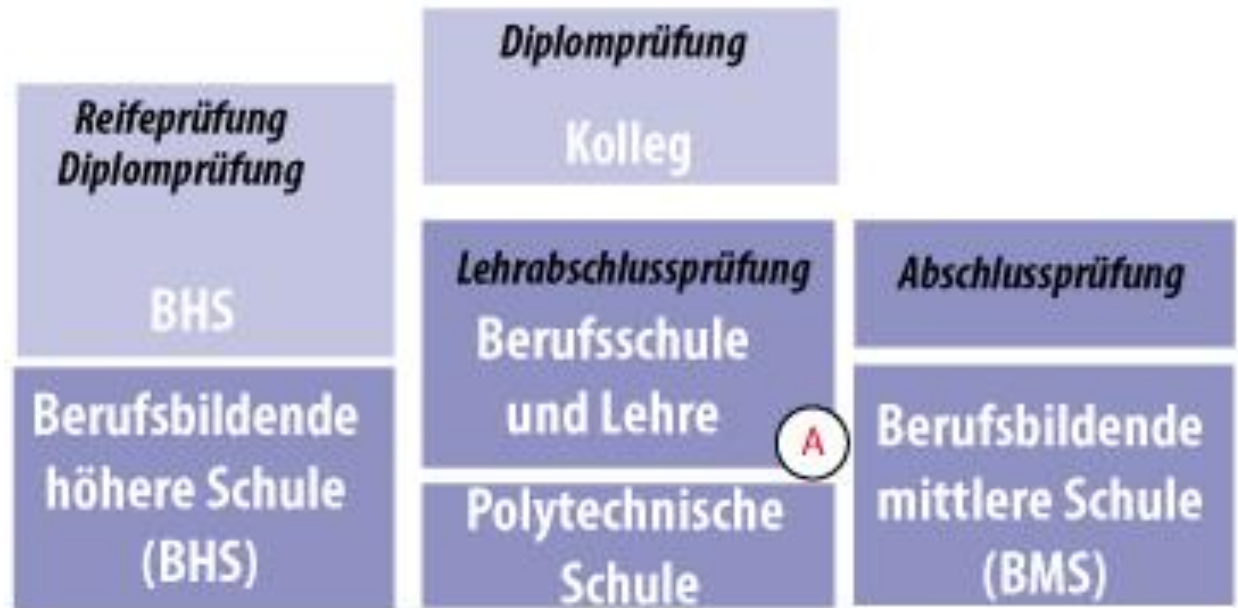 Diplomprüfung
Kolleg
Reifeprüfung
Diplomprüfung
BHS
Lehrabschlussprüfung
Berufsschule
und Lehre
A
Abschlussprüfung
Berufsbildende
höhere Schule
(BHS)
Polytechnische
Schule
Berufsbildende
mittlere Schule
(BMS)